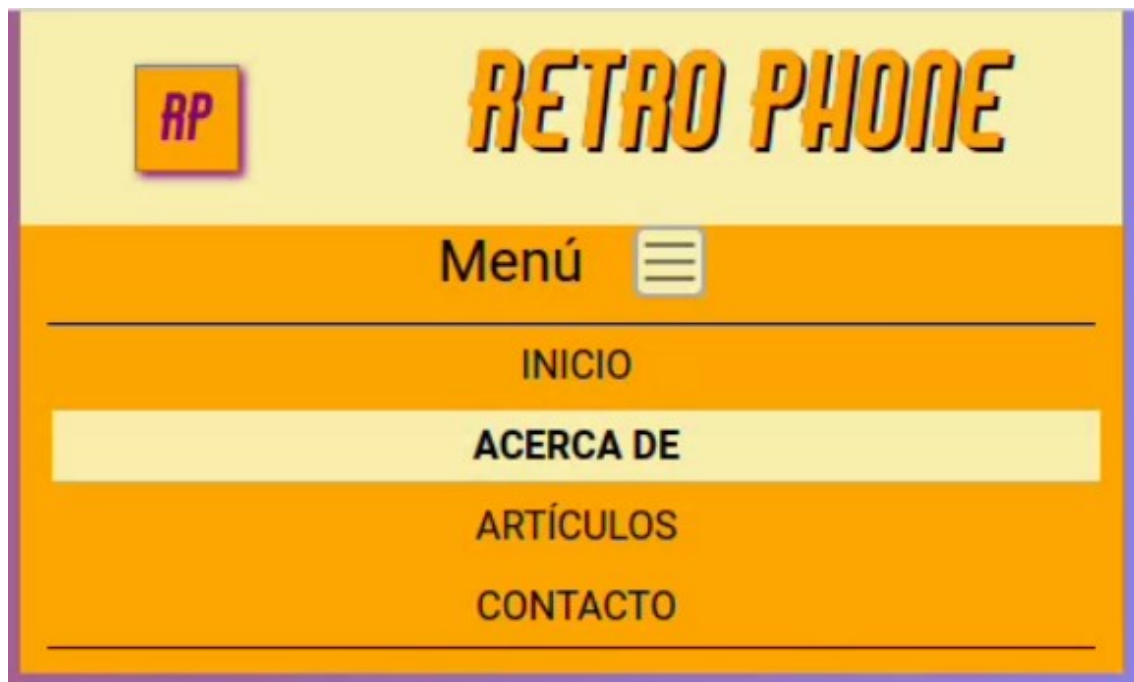 RP
RETRO PHONE
Menú
INICIO
ACERCA DE
ARTÍCULOS
CONTACTO